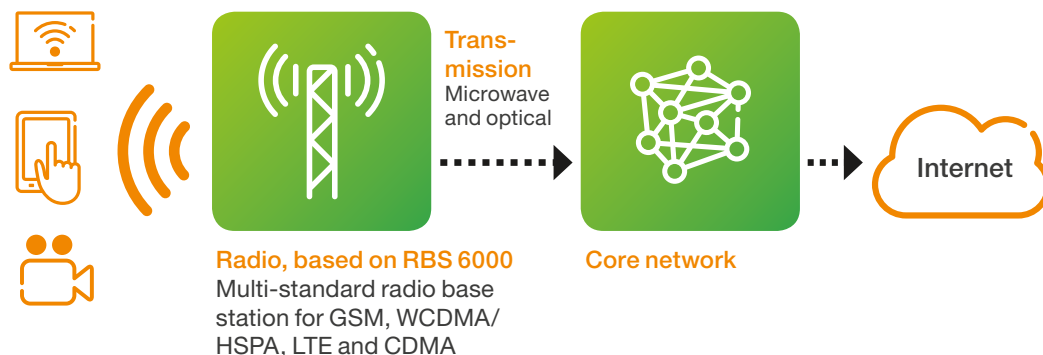 Trans-
mission
Microwave
and optical
Internet
Radio, based on RBS 6000
Multi-standard radio base
station for GSM, WCDMA/
HSPA, LTE and CDMA
Core network